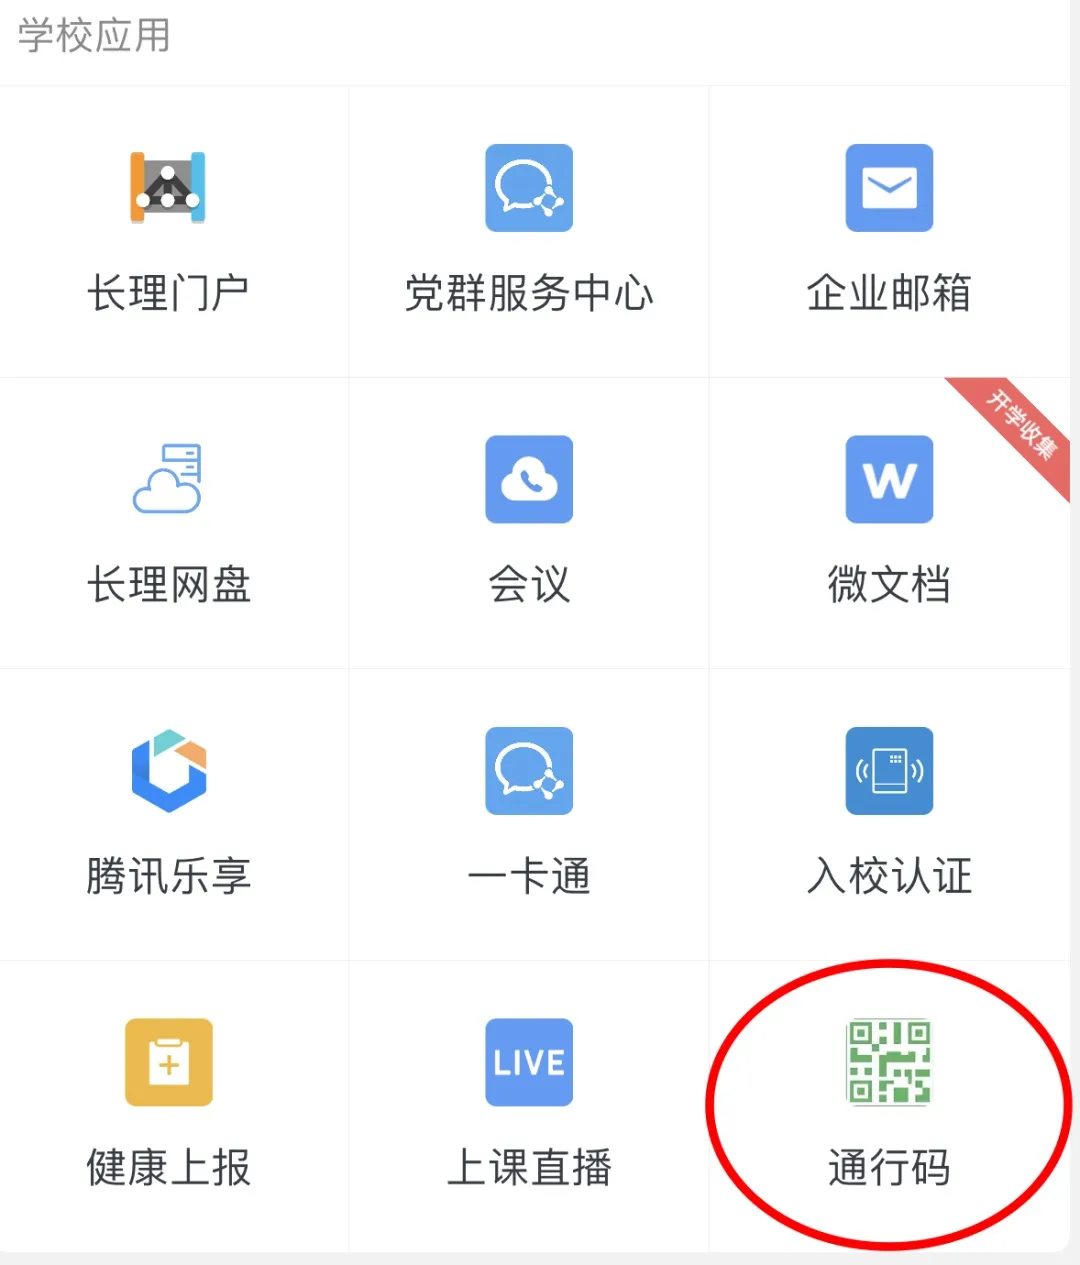 学校应用
长理门户
党群服务中心
企业邮箱
开学收集
长理网盘
会议
W
微文档
腾讯乐享
一卡通
入校认证
健康上报
LIVE
上课直播
通行码